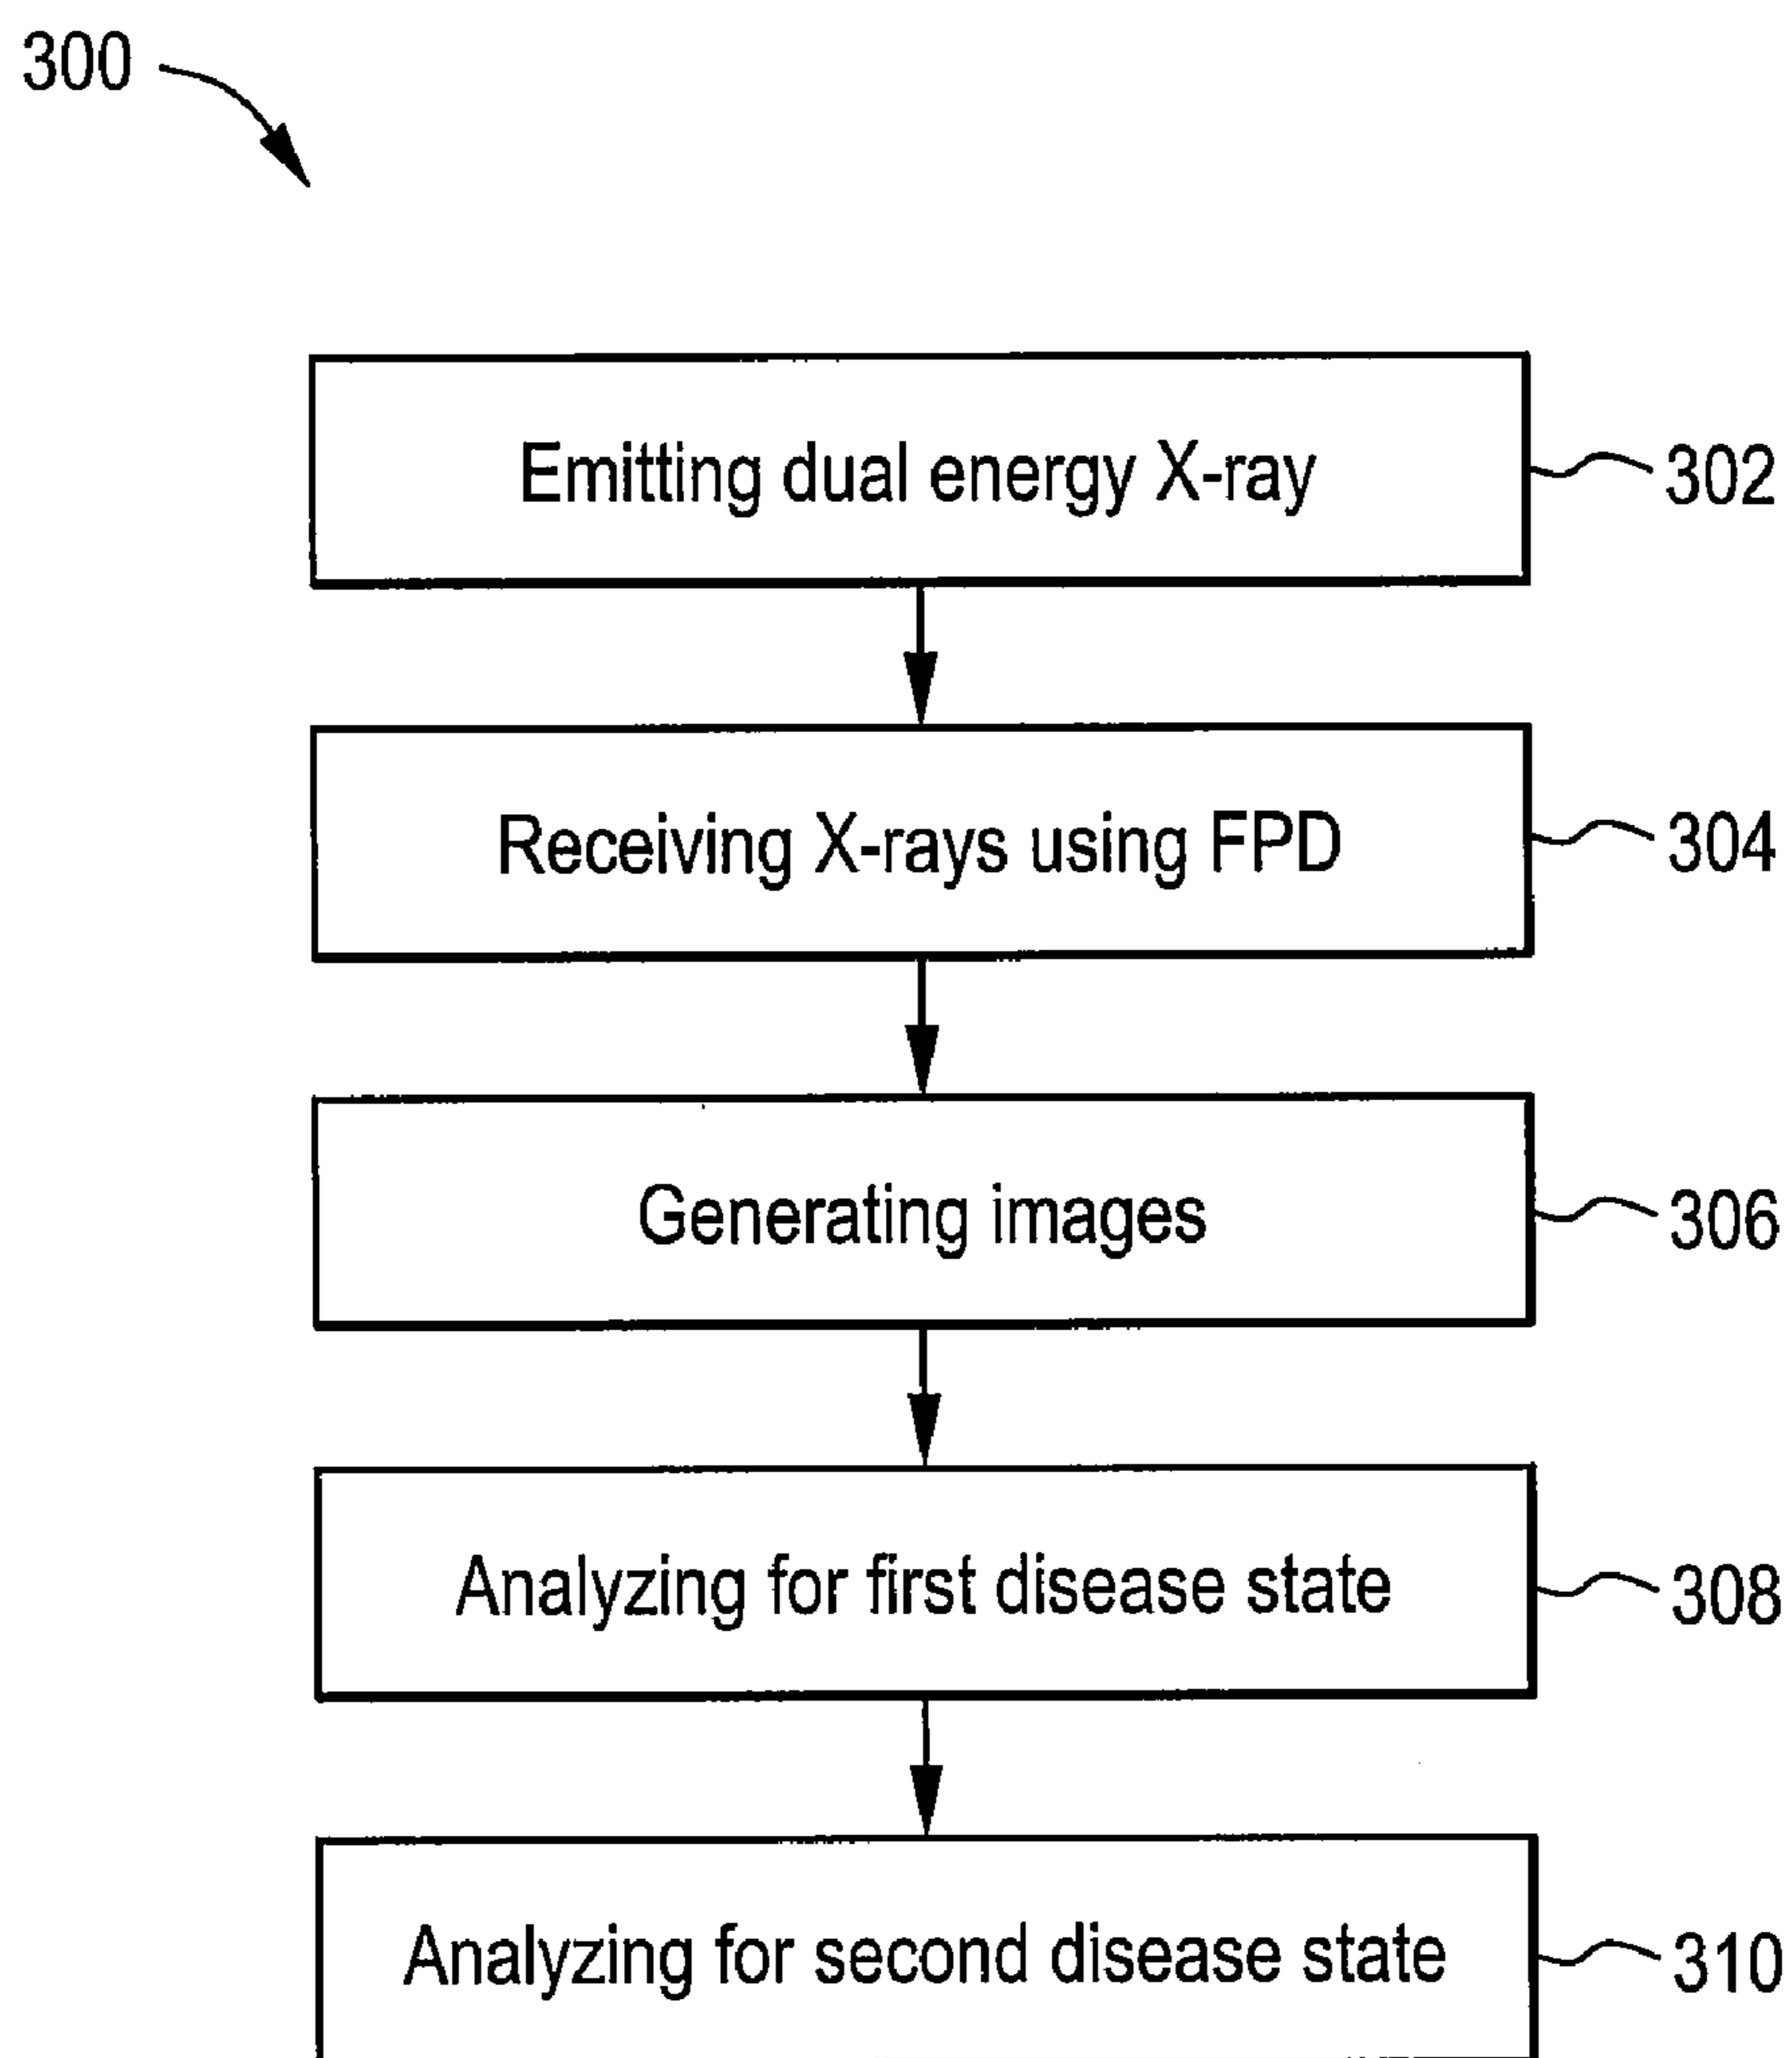 300
Emitting dual energy X-ray
302
Receiving X-rays using FPD
304
Generating images
306
Analyzing for first disease state
308
Analyzing for second disease state
310